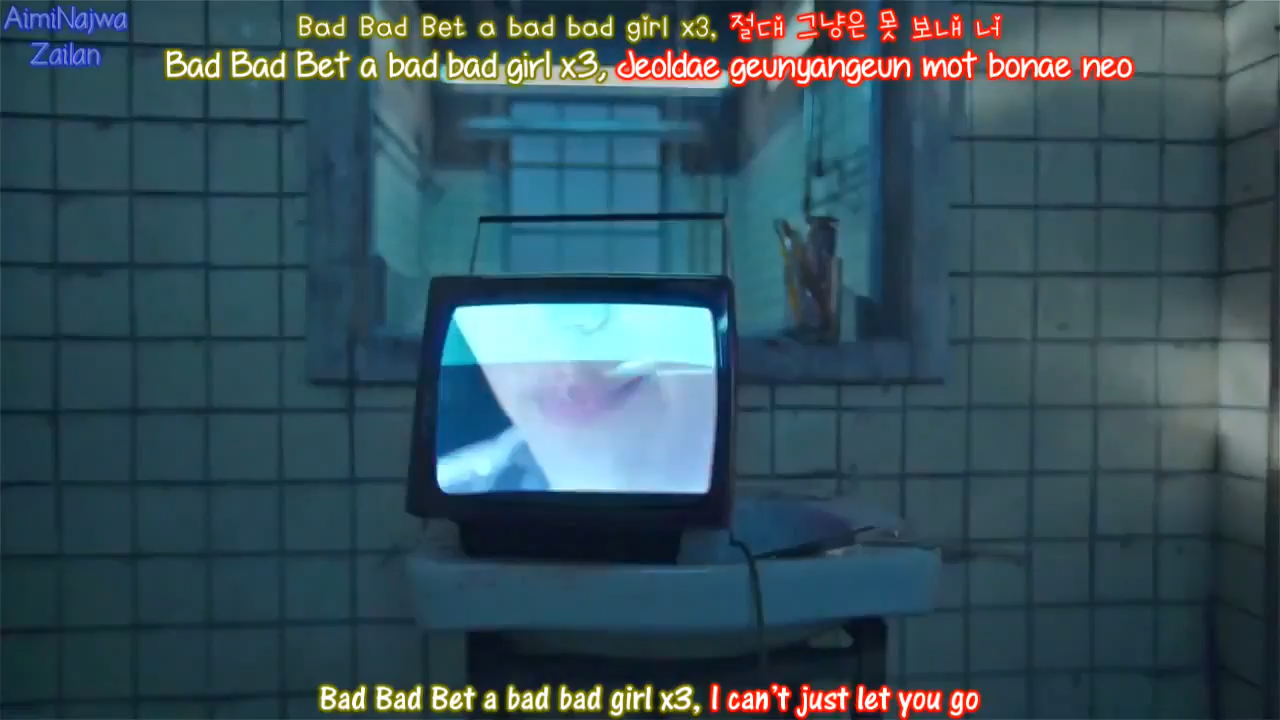 AimiNajwa
Zailan
Bad Bad Bet a bad bad girl x3, 절대 그냥은 못 보내 너
Bad Bad Bet a bad bad girl x3, Jeoldae geunyangeun mot bonae neo
Bad Bad Bet a bad bad girl x3, I can't just let you go